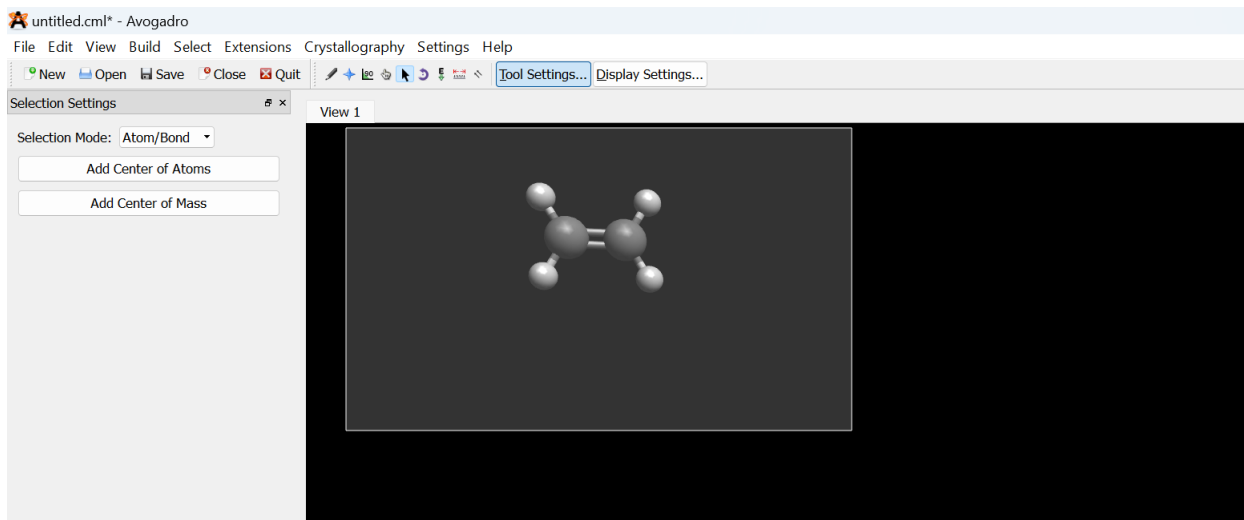 untitled.cml* - Avogadro
File Edit View Build Select Extensions Crystallography Settings Help
New Open Save Close Quit Tool Settings... Display Settings...
Selection Settings
View 1
Selection Mode: Atom/Bond
Add Center of Atoms
Add Center of Mass